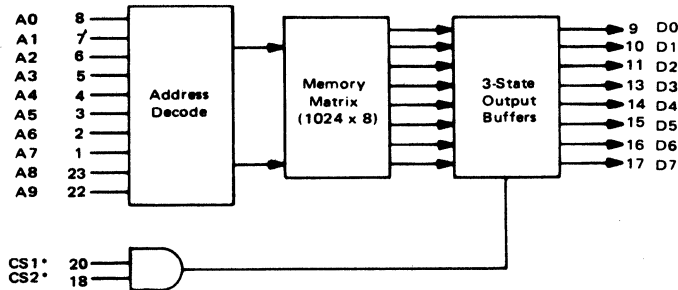 A0 8
A1 7
A2 6
A3 5
A4 4
A5 3
A6 2
A7 1
A8 23
A9 22
Address
Decode
Memory
Matrix
(1024 x 8)
3-State
Output
Buffers
9 D0
10 D1
11 D2
13 D3
14 D4
15 D5
16 D6
17 D7
CS1* 20
CS2* 18